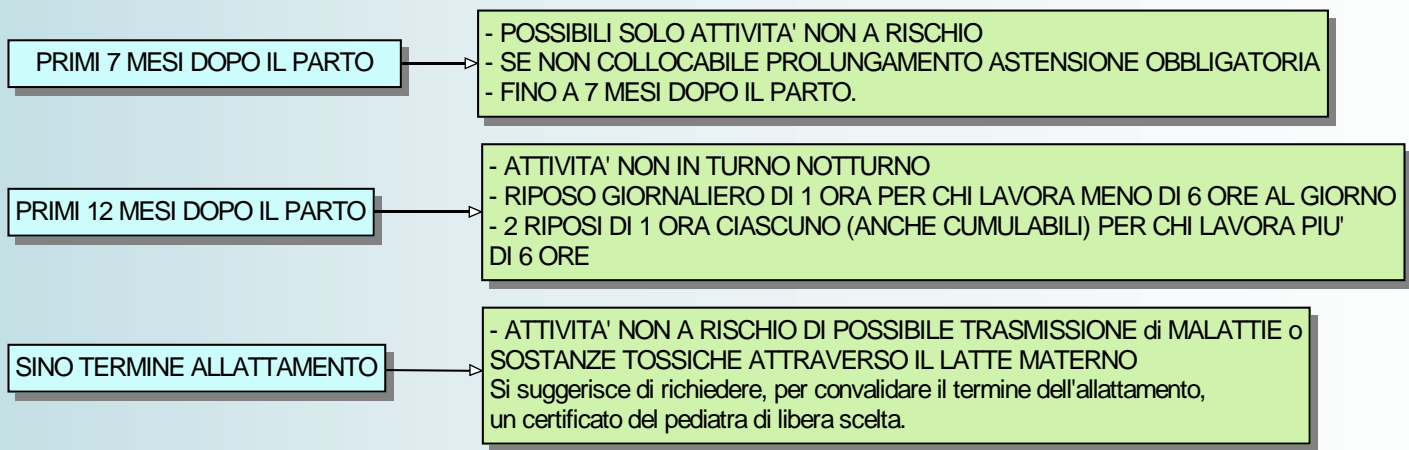 PRIMI 7 MESI DOPO IL PARTO
- POSSIBILI SOLO ATTIVITA' NON A RISCHIO
- SE NON COLLOCABILE PROLUNGAMENTO ASTENSIONE OBBLIGATORIA
- FINO A 7 MESI DOPO IL PARTO.
PRIMI 12 MESI DOPO IL PARTO
- ATTIVITA' NON IN TURNO NOTTURNO
- RIPOSO GIORNALIERO DI 1 ORA PER CHI LAVORA MENO DI 6 ORE AL GIORNO
- 2 RIPOSI DI 1 ORA CIASCUNO (ANCHE CUMULABILI) PER CHI LAVORA PIU'
DI 6 ORE
SINO TERMINE ALLATTAMENTO
- ATTIVITA' NON A RISCHIO DI POSSIBILE TRASMISSIONE di MALATTIE o
SOSTANZE TOSSICHE ATTRAVERSO IL LATTE MATERNO
Si suggerisce di richiedere, per convalidare il termine dell'allattamento,
un certificato del pediatra di libera scelta.